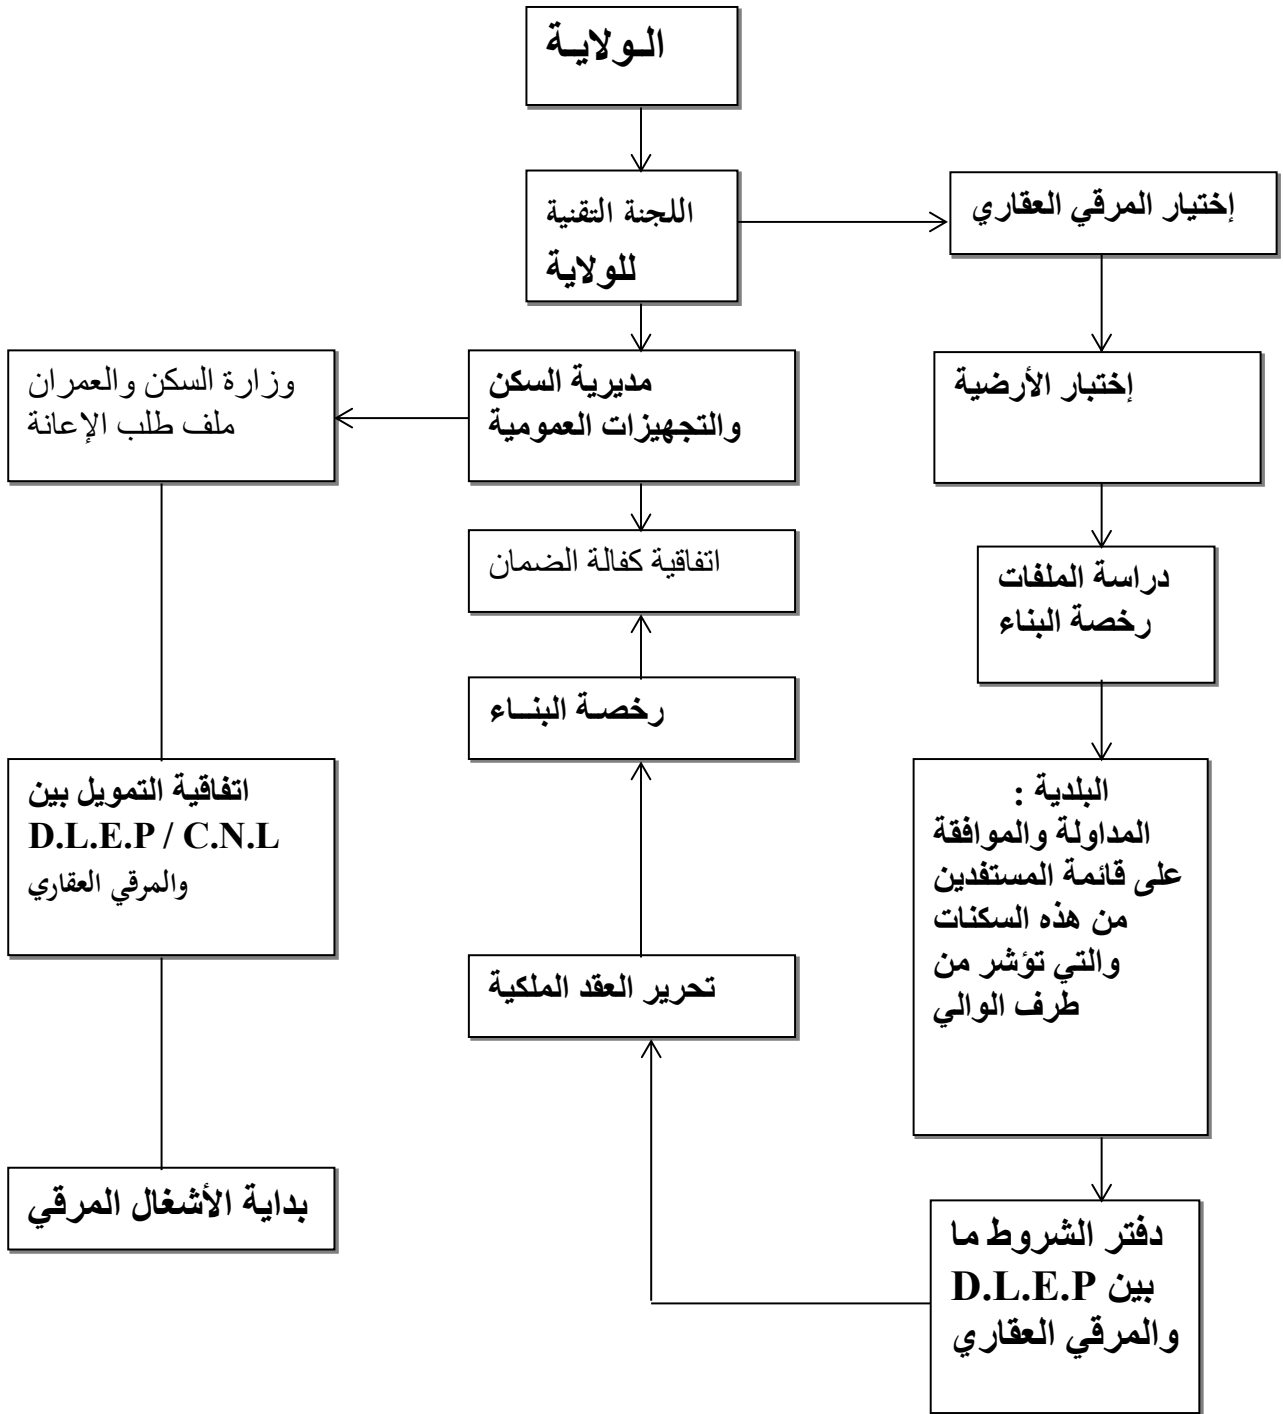 الـولايـة
اللجنة التقنية
للولاية
إختيار المرقي العقاري
وزارة السكن والعمران
ملف طلب الإعانة
مديرية السكن
والتجهيزات العمومية
إختبار الأرضية
اتفاقية كفالة الضمان
دراسة الملفات
رخصة البناء
رخصـة البنــاء
اتفاقية التمويل بين
D.L.E.P / C.N.L
والمرقي العقاري
البلدية :
المداولة والموافقة
على قائمة المستفدين
من هذه السكنات
والتي تؤشر من
طرف الوالي
تحرير العقد الملكية
بداية الأشغال المرقي
دفتر الشروط ما
بين D.L.E.P
والمرقي العقاري